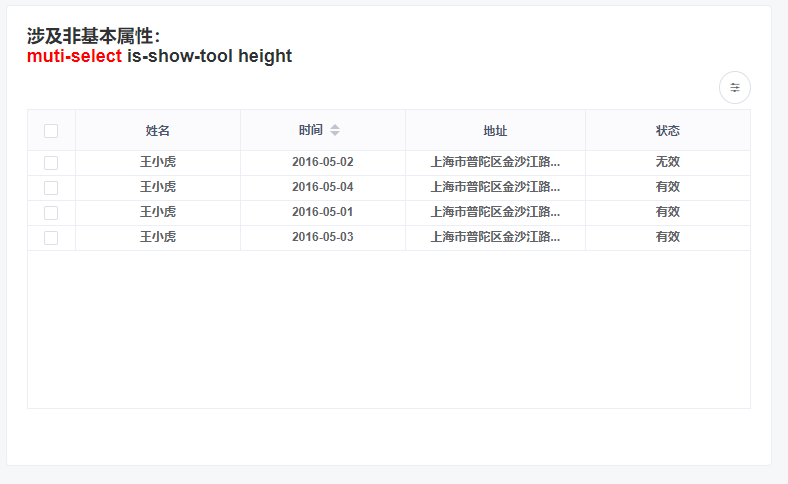 涉及非基本属性：
muti-select is-show-tool height
姓名 时间 地址 状态
王小虎 2016-05-02 上海市普陀区金沙江路... 无效
王小虎 2016-05-04 上海市普陀区金沙江路... 有效
王小虎 2016-05-01 上海市普陀区金沙江路... 有效
王小虎 2016-05-03 上海市普陀区金沙江路... 有效